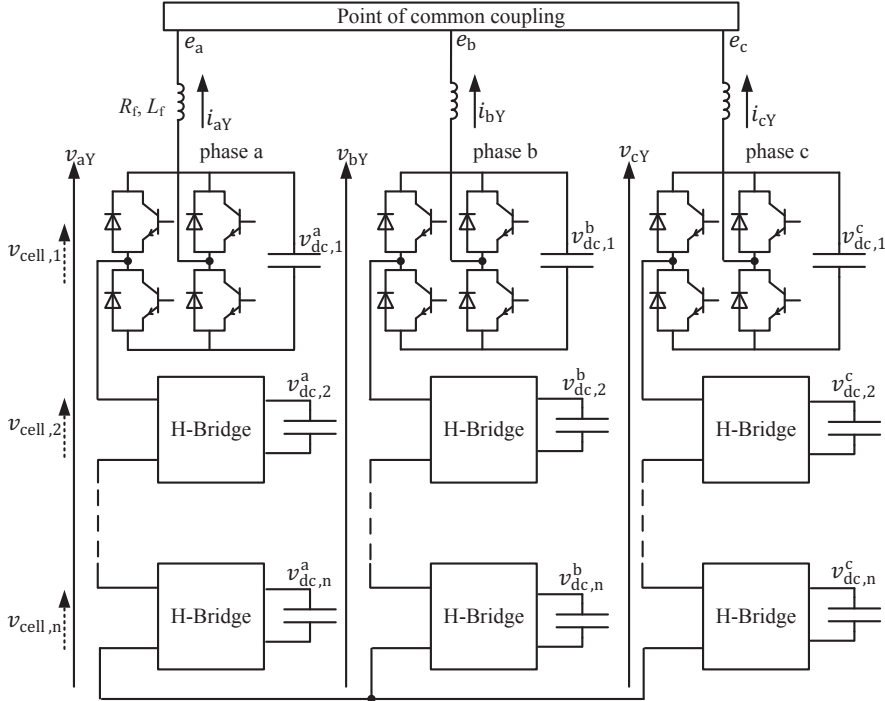 Point of common coupling
e_a e_b e_c
R_f, L_f i_aY i_bY i_cY
v_aY phase a v_bY phase b v_cY phase c
v_cell,1 v^a_dc,1 v^b_dc,1 v^c_dc,1
v_cell,2 H-Bridge v^a_dc,2 H-Bridge v^b_dc,2 H-Bridge v^c_dc,2
v_cell,n H-Bridge v^a_dc,n H-Bridge v^b_dc,n H-Bridge v^c_dc,n